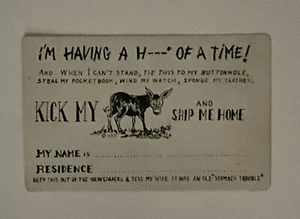 I'M HAVING A H---* OF A TIME!
AND WHEN I CAN'T STAND, TIE THIS TO MY BUTTONHOLE,
STEAL MY POCKETBOOK, WIND MY WATCH, SPONGE MY CLOTHES,
KICK MY AND SHIP ME HOME
MY NAME IS
RESIDENCE
KEEP THIS OUT OF THE NEWSPAPERS & TELL MY WIFE IT WAS AN OLD "STOMACH TROUBLE"